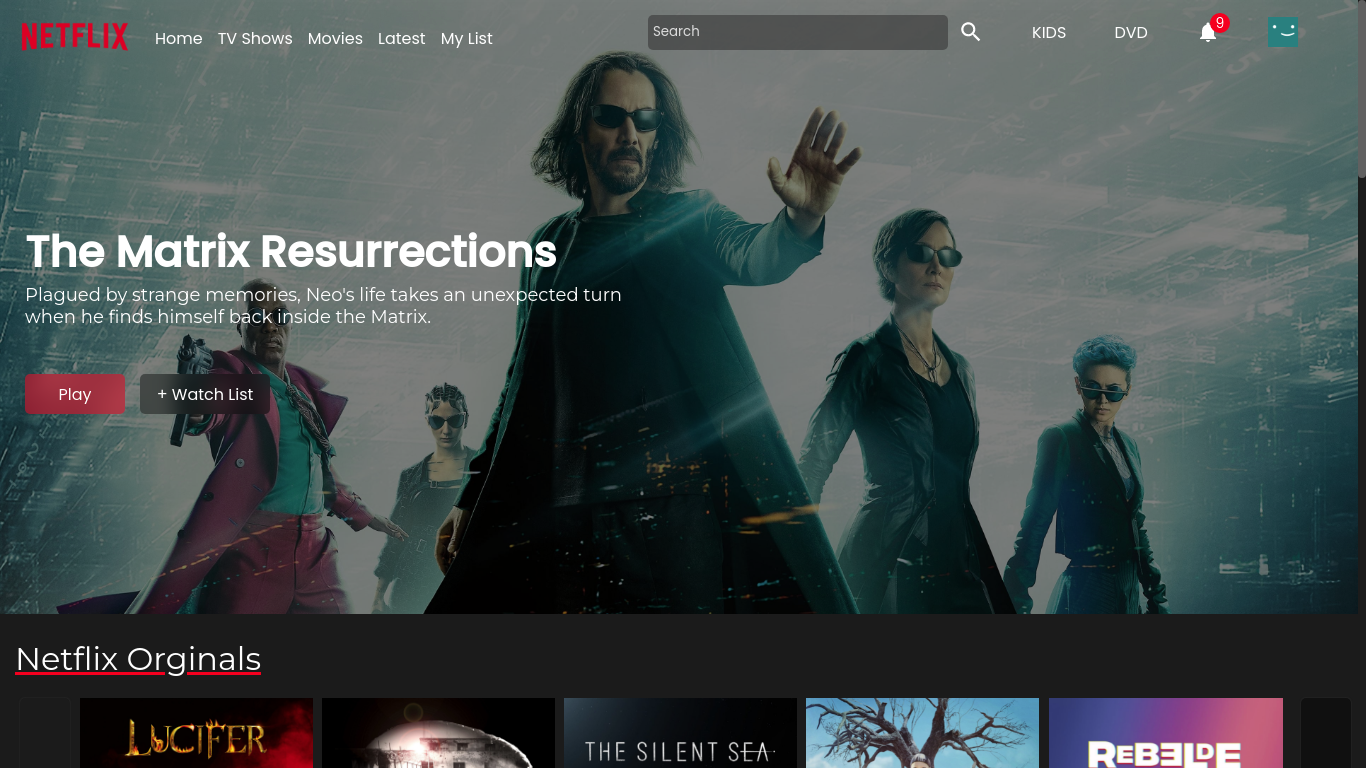 NETFLIX Home TV Shows Movies Latest My List Search KIDS DVD 9
The Matrix Resurrections
Plagued by strange memories, Neo's life takes an unexpected turn
when he finds himself back inside the Matrix.
Play + Watch List
Netflix Orginals
LUCIFER THE SILENT SEA REBELDE